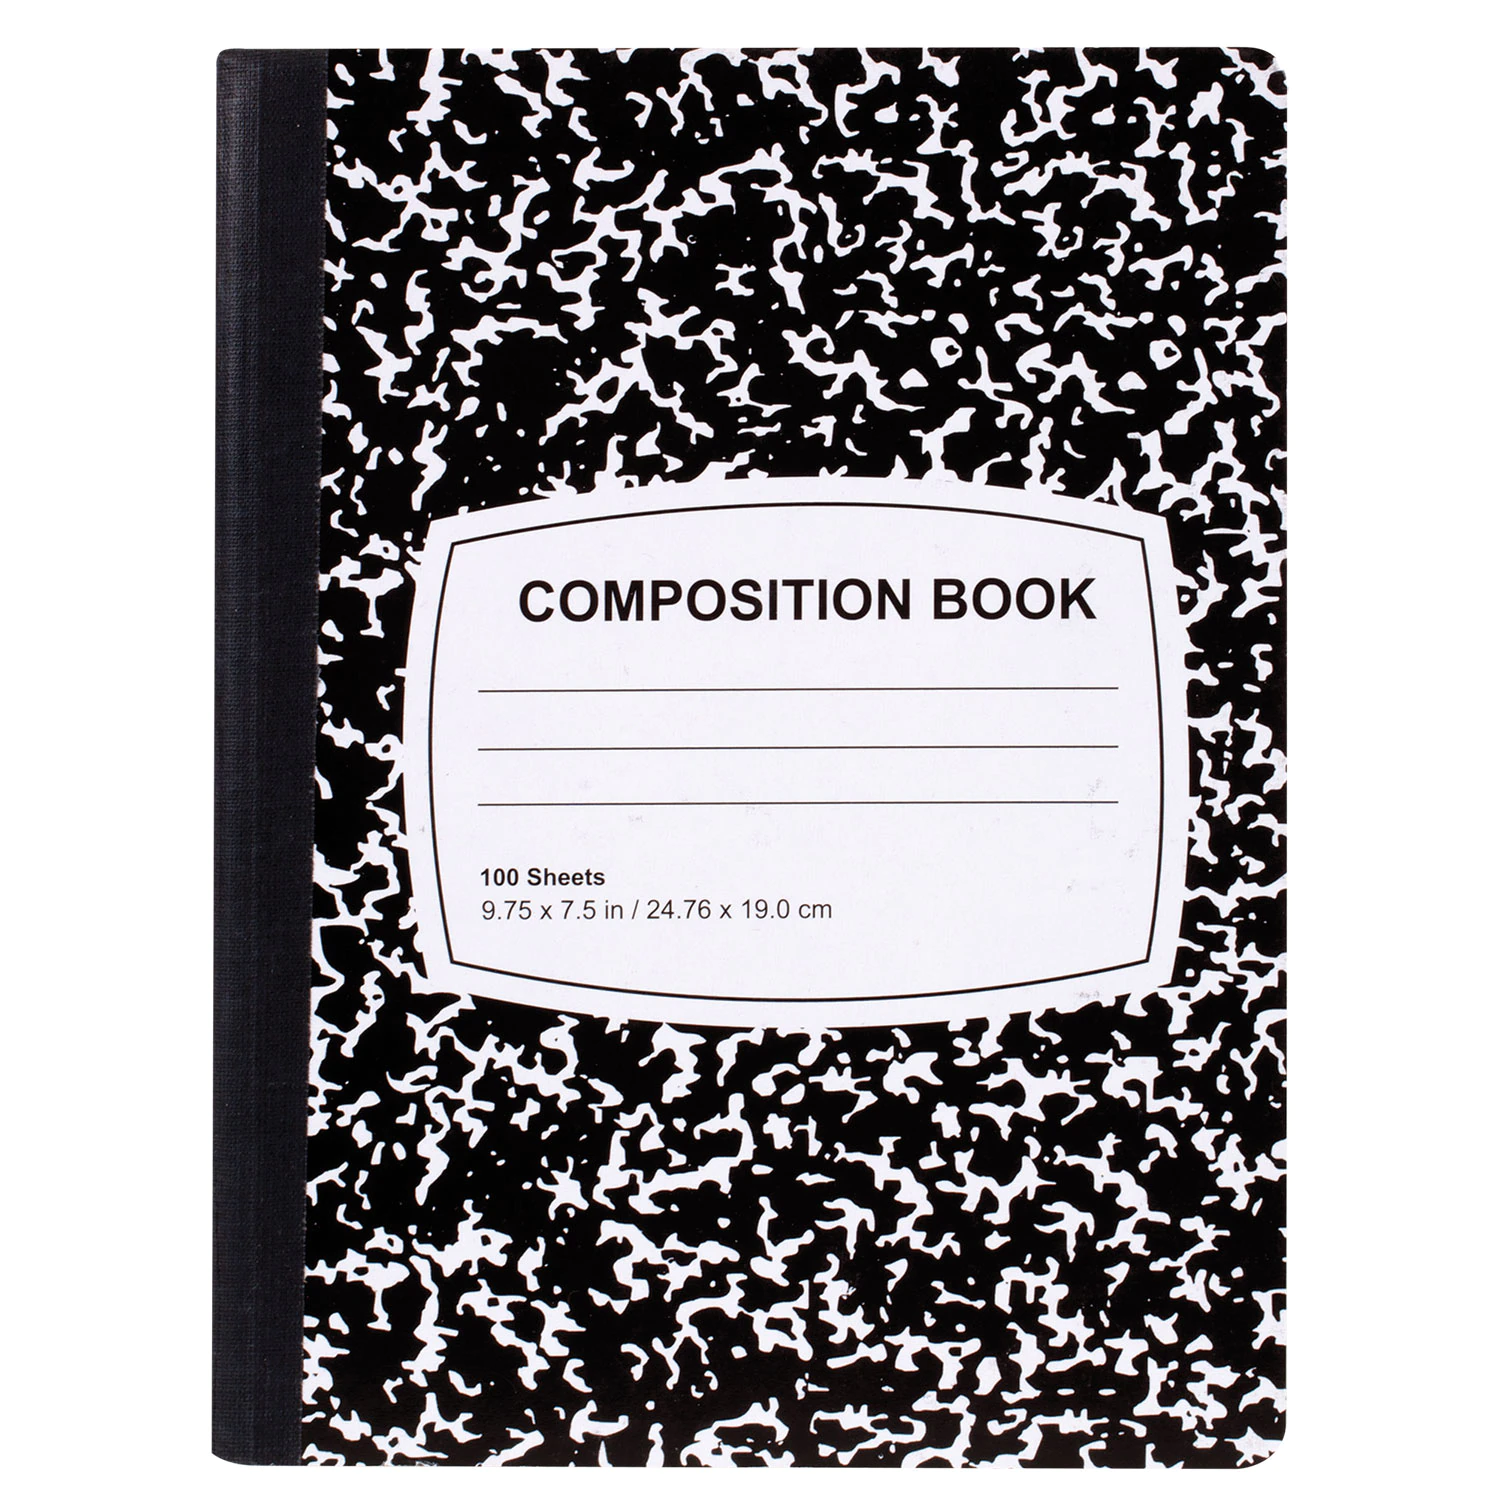 COMPOSITION BOOK
100 Sheets
9.75 x 7.5 in / 24.76 x 19.0 cm